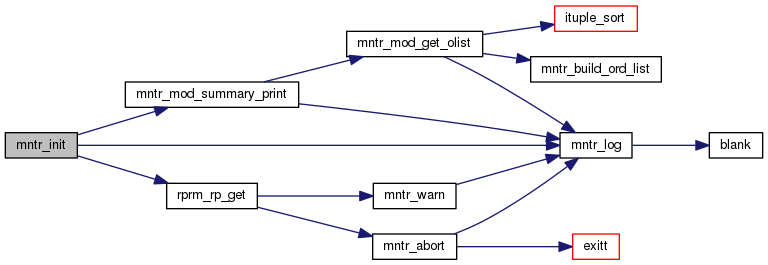 ituple_sort
mntr_mod_get_olist
mntr_build_ord_list
mntr_mod_summary_print
mntr_init
mntr_log
blank
rprm_rp_get
mntr_warn
mntr_abort
exitt